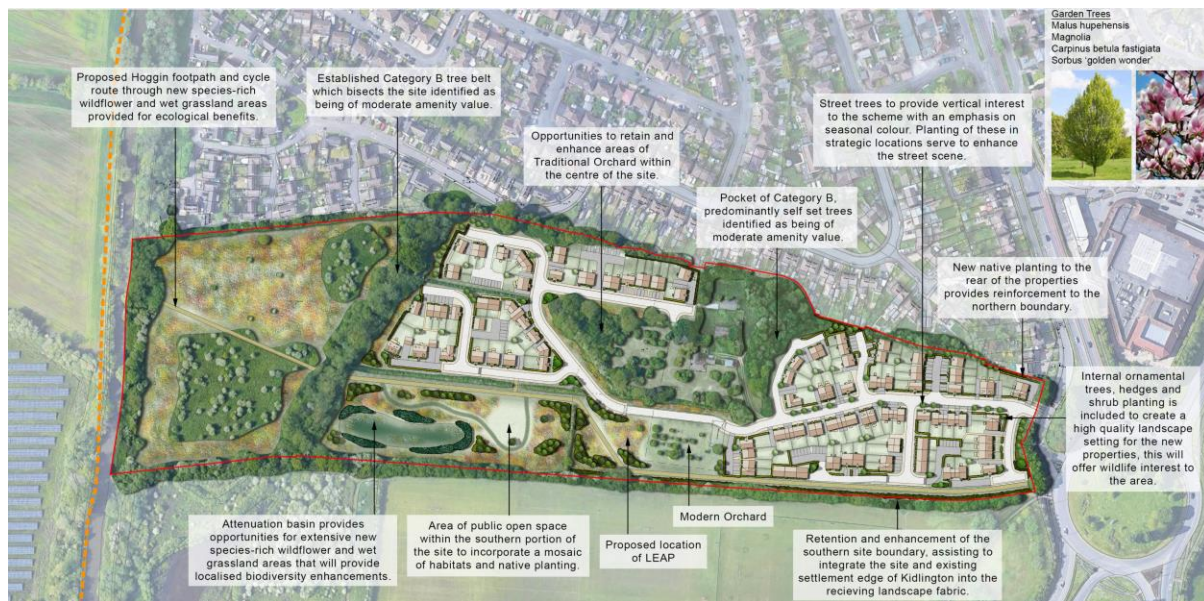 Proposed Hoggin footpath and cycle
route through new species-rich
wildflower and wet grassland areas
provided for ecological benefits.
Established Category B tree belt
which bisects the site identified as
being of moderate amenity value.
Opportunities to retain and
enhance areas of
Traditional Orchard within
the centre of the site.
Pocket of Category B,
predominantly self set trees
identified as being of
moderate amenity value.
Street trees to provide vertical interest
to the scheme with an emphasis on
seasonal colour. Planting of these in
strategic locations serve to enhance
the street scene.
Garden Trees
Malus hupehensis
Magnolia
Carpinus betula fastigiata
Sorbus 'golden wonder'
New native planting to the
rear of the properties
provides reinforcement to the
northern boundary.
Internal ornamental
trees, hedges and
shrub planting is
included to create a
high quality landscape
setting for the new
properties, this will
offer wildlife interest to
the area.
Attenuation basin provides
opportunities for extensive new
species-rich wildflower and wet
grassland areas that will provide
localised biodiversity enhancements.
Area of public open space
within the southern portion of
the site to incorporate a mosaic
of habitats and native planting.
Proposed location
of LEAP
Modern Orchard
Retention and enhancement of the
southern site boundary, assisting to
integrate the site and existing
settlement edge of Kidlington into the
recieving landscape fabric.